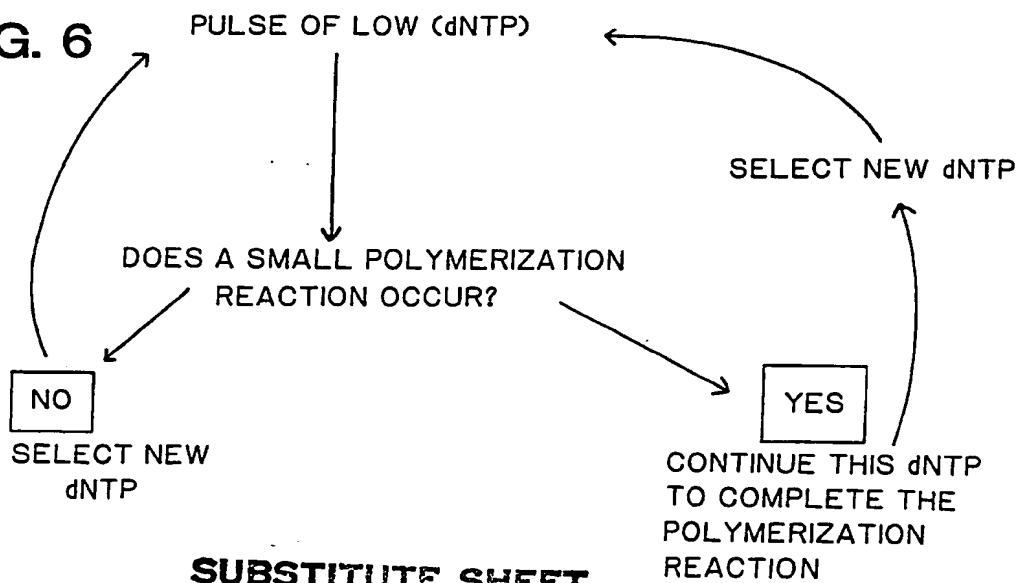 G. 6
PULSE OF LOW (dNTP)
SELECT NEW dNTP
DOES A SMALL POLYMERIZATION
REACTION OCCUR?
NO
SELECT NEW
dNTP
YES
CONTINUE THIS dNTP
TO COMPLETE THE
POLYMERIZATION
REACTION
SUBSTITUTE SHEET